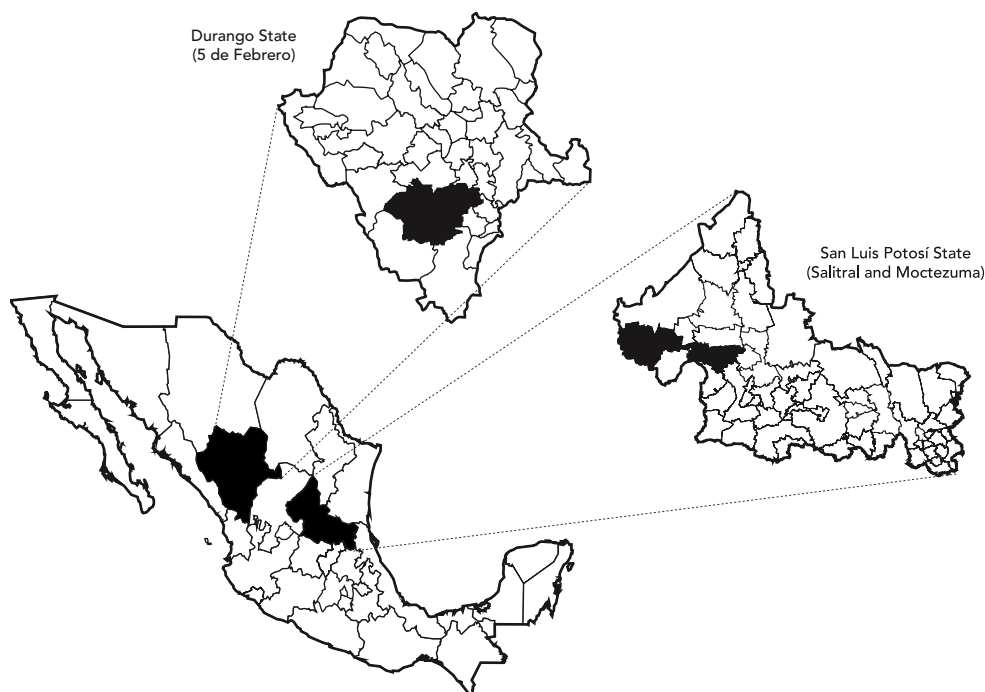 Durango State
(5 de Febrero)
San Luis Potosí State
(Salitral and Moctezuma)